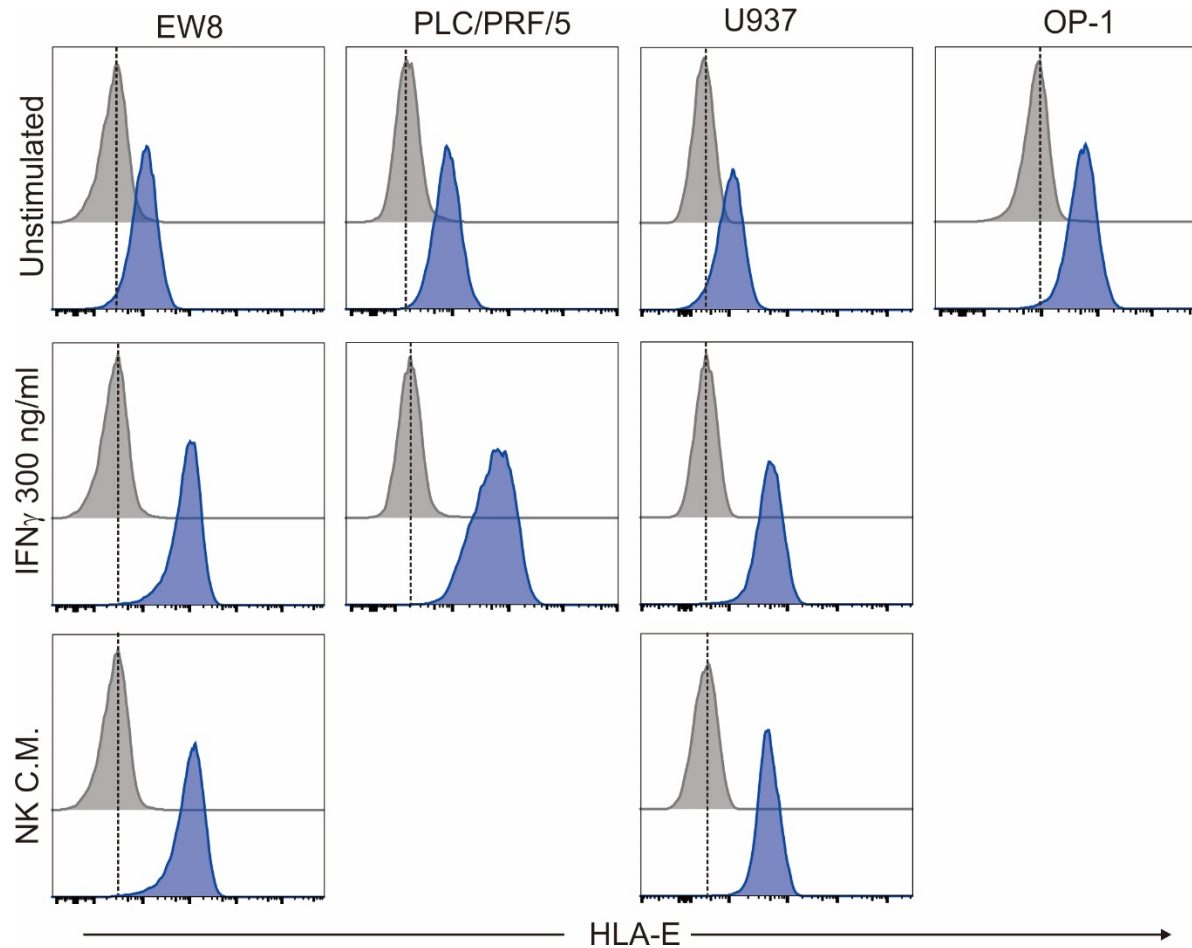 EW8 PLC/PRF/5 U937 OP-1
Unstimulated
IFNγ 300 ng/ml
NK C.M.
HLA-E